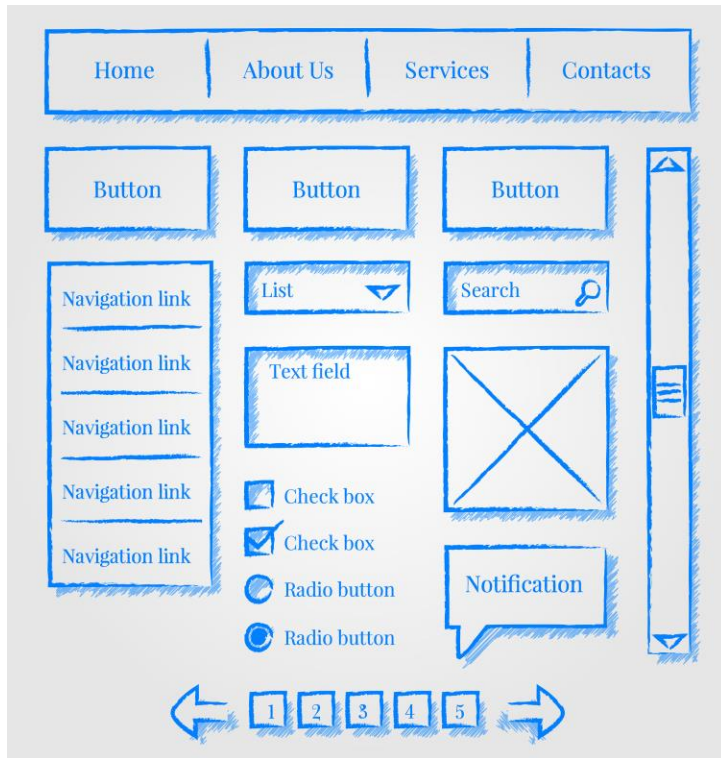 Home About Us Services Contacts
Button Button Button
Navigation link
Navigation link
Navigation link
Navigation link
Navigation link
List
Search
Text field
Check box
Check box
Radio button
Radio button
Notification
1 2 3 4 5